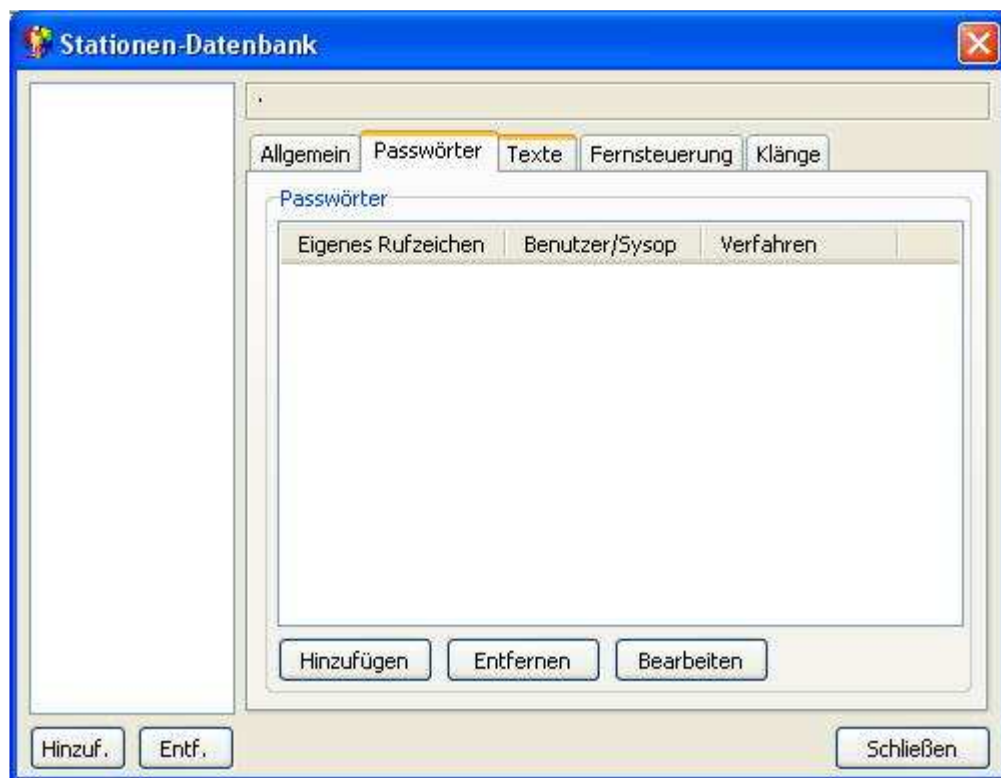 Stationen-Datenbank
Allgemein Passwörter Texte Fernsteuerung Klänge
Passwörter
Eigenes Rufzeichen Benutzer/Sysop Verfahren
Hinzufügen Entfernen Bearbeiten
Hinzuf. Entf. Schließen